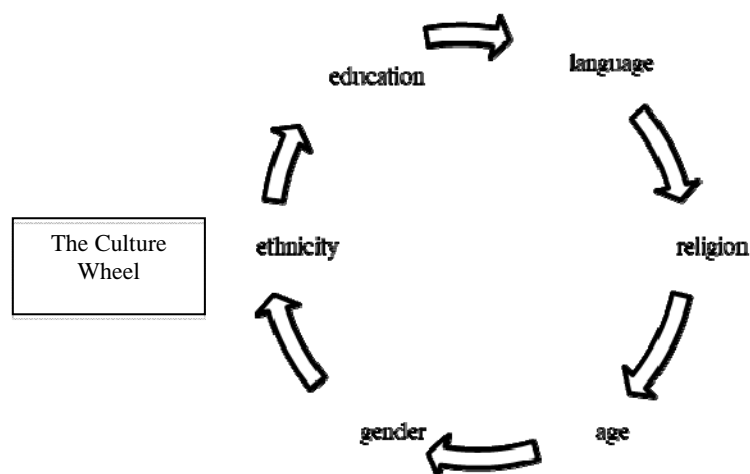 education
language
The Culture
Wheel
ethnicity
religion
gender
age